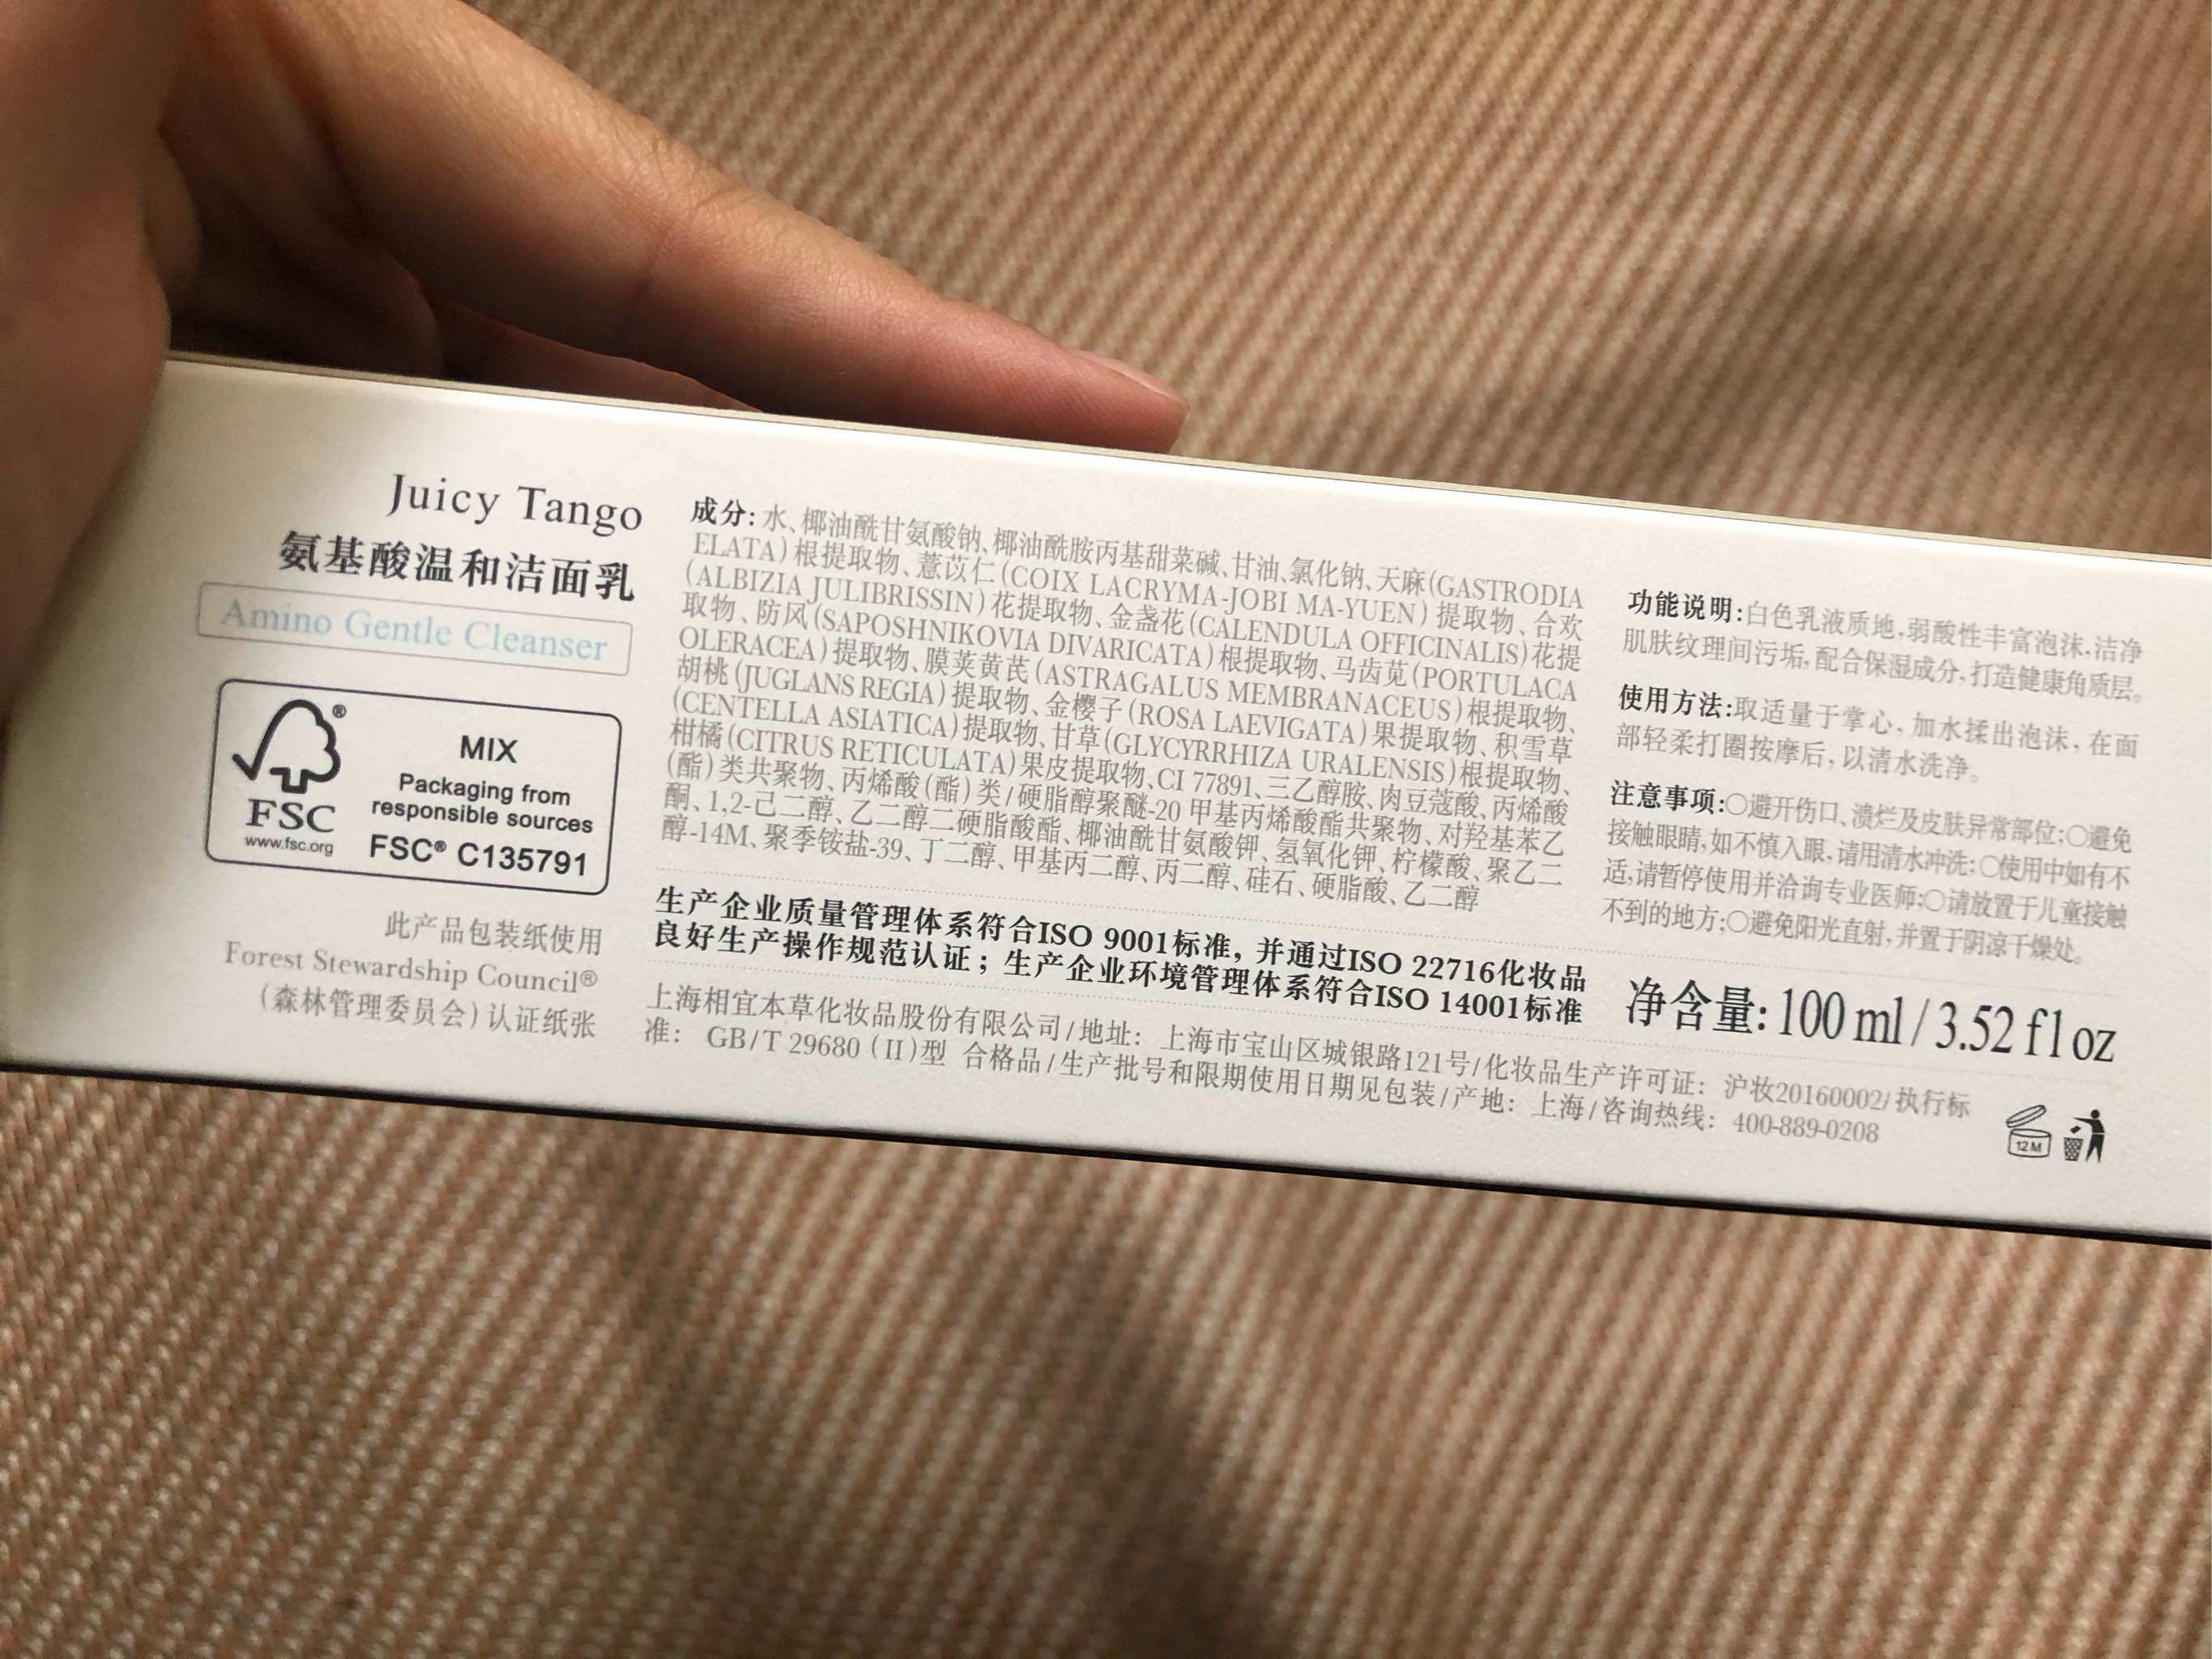 Juicy Tango
氨基酸温和洁面乳
Amino Gentle Cleanser
FSC®
www.fsc.org
MIX
Packaging from
responsible sources
FSC® C135791
此产品包装纸使用
Forest Stewardship Council®
(森林管理委员会)认证纸张
成分:水、椰油酰甘氨酸钠、椰油酰胺丙基甜菜碱、甘油、氯化钠、天麻(GASTRODIA
ELATA)根提取物、薏苡仁(COIX LACRYMA-JOBI MA-YUEN)提取物、合欢
(ALBIZIA JULIBRISSIN)花提取物、金盏花(CALENDULA OFFICINALIS)花提
取物、防风(SAPOSHNIKOVIA DIVARICATA)根提取物、马齿苋(PORTULACA
OLERACEA)提取物、膜荚黄芪(ASTRAGALUS MEMBRANACEUS)根提取物、
胡桃(JUGLANS REGIA)提取物、金樱子(ROSA LAEVIGATA)果提取物、积雪草
(CENTELLA ASIATICA)提取物、甘草(GLYCYRRHIZA URALENSIS)根提取物、
柑橘(CITRUS RETICULATA)果皮提取物、CI 77891、三乙醇胺、肉豆蔻酸、丙烯酸
(酯)类共聚物、丙烯酸(酯)类/硬脂醇聚醚-20 甲基丙烯酸酯共聚物、对羟基苯乙
酮、1,2-己二醇、乙二醇二硬脂酸酯、椰油酰甘氨酸钾、氢氧化钾、柠檬酸、聚乙二
醇-14M、聚季铵盐-39、丁二醇、甲基丙二醇、丙二醇、硅石、硬脂酸、乙二醇
生产企业质量管理体系符合ISO 9001标准, 并通过ISO 22716化妆品
良好生产操作规范认证; 生产企业环境管理体系符合ISO 14001标准
上海相宜本草化妆品股份有限公司/地址: 上海市宝山区城银路121号/化妆品生产许可证: 沪妆20160002/执行标
准: GB/T 29680 (II)型 合格品/生产批号和限期使用日期见包装/产地: 上海/咨询热线: 400-889-0208
功能说明:白色乳液质地,弱酸性丰富泡沫,洁净
肌肤纹理间污垢,配合保湿成分,打造健康角质层。
使用方法:取适量于掌心,加水揉出泡沫,在面
部轻柔打圈按摩后,以清水洗净。
注意事项:○避开伤口、溃烂及皮肤异常部位;○避免
接触眼睛,如不慎入眼,请用清水冲洗;○使用中如有不
适,请暂停使用并洽询专业医师;○请放置于儿童接触
不到的地方;○避免阳光直射,并置于阴凉干燥处。
净含量:100 ml / 3.52 fl oz
12M